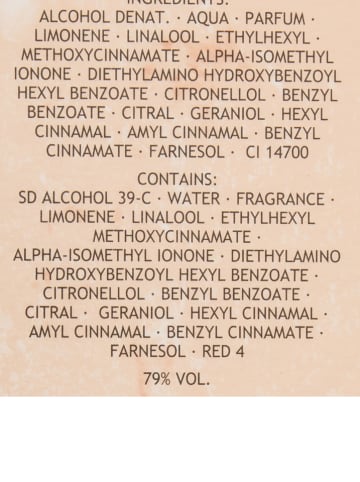 INGREDIENTS:
ALCOHOL DENAT. · AQUA · PARFUM ·
LIMONENE · LINALOOL · ETHYLHEXYL ·
METHOXYCINNAMATE · ALPHA-ISOMETHYL
IONONE · DIETHYLAMINO HYDROXYBENZOYL
HEXYL BENZOATE · CITRONELLOL · BENZYL
BENZOATE · CITRAL · GERANIOL · HEXYL
CINNAMAL · AMYL CINNAMAL · BENZYL
CINNAMATE · FARNESOL · CI 14700
CONTAINS:
SD ALCOHOL 39-C · WATER · FRAGRANCE ·
LIMONENE · LINALOOL · ETHYLHEXYL
METHOXYCINNAMATE ·
ALPHA-ISOMETHYL IONONE · DIETHYLAMINO
HYDROXYBENZOYL HEXYL BENZOATE ·
CITRONELLOL · BENZYL BENZOATE ·
CITRAL · GERANIOL · HEXYL CINNAMAL ·
AMYL CINNAMAL · BENZYL CINNAMATE ·
FARNESOL · RED 4
79% VOL.